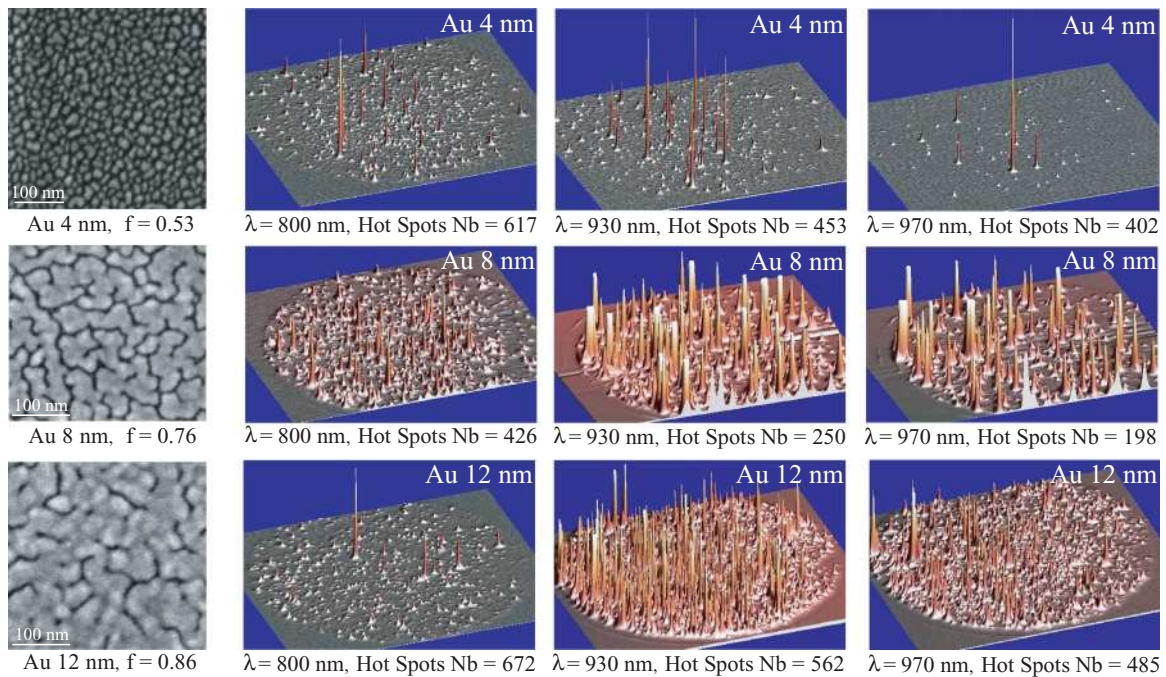 Au 4 nm
Au 4 nm
Au 4 nm
100 nm
Au 4 nm, f = 0.53
λ = 800 nm, Hot Spots Nb = 617
λ = 930 nm, Hot Spots Nb = 453
λ = 970 nm, Hot Spots Nb = 402
Au 8 nm
Au 8 nm
Au 8 nm
100 nm
Au 8 nm, f = 0.76
λ = 800 nm, Hot Spots Nb = 426
λ = 930 nm, Hot Spots Nb = 250
λ = 970 nm, Hot Spots Nb = 198
Au 12 nm
Au 12 nm
Au 12 nm
100 nm
Au 12 nm, f = 0.86
λ = 800 nm, Hot Spots Nb = 672
λ = 930 nm, Hot Spots Nb = 562
λ = 970 nm, Hot Spots Nb = 485